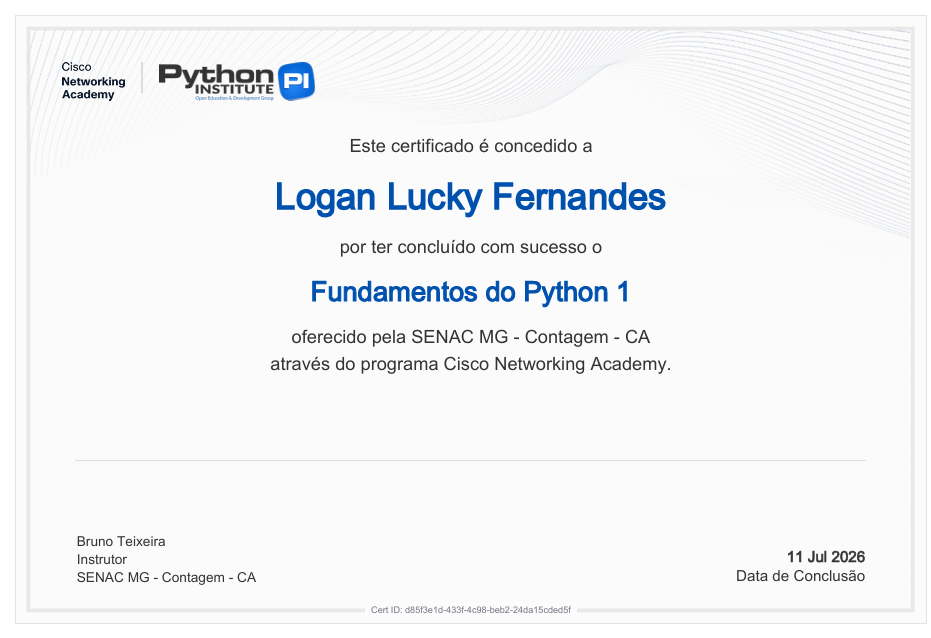 Cisco
Networking
Academy
Python
INSTITUTE
Open Education & Development Group
PI
Este certificado é concedido a
Logan Lucky Fernandes
por ter concluído com sucesso o
Fundamentos do Python 1
oferecido pela SENAC MG - Contagem - CA
através do programa Cisco Networking Academy.
Bruno Teixeira
Instrutor
SENAC MG - Contagem - CA
11 Jul 2026
Data de Conclusão
Cert ID: d85f3e1d-433f-4c98-beb2-24da15cded5f